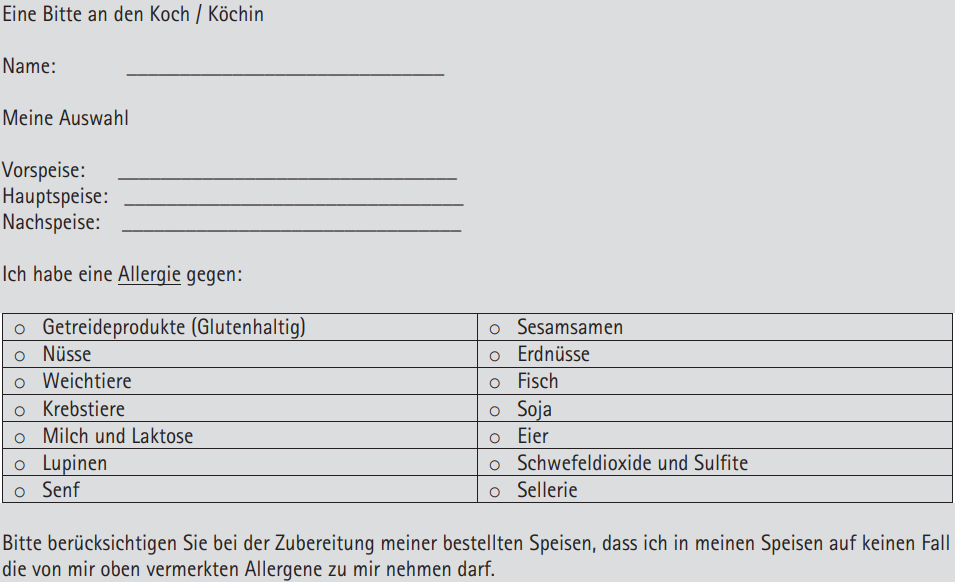 Eine Bitte an den Koch / Köchin
Name: ______________________________
Meine Auswahl
Vorspeise: ________________________________
Hauptspeise: ________________________________
Nachspeise: ________________________________
Ich habe eine Allergie gegen:
o Getreideprodukte (Glutenhaltig) o Sesamsamen
o Nüsse o Erdnüsse
o Weichtiere o Fisch
o Krebstiere o Soja
o Milch und Laktose o Eier
o Lupinen o Schwefeldioxide und Sulfite
o Senf o Sellerie
Bitte berücksichtigen Sie bei der Zubereitung meiner bestellten Speisen, dass ich in meinen Speisen auf keinen Fall
die von mir oben vermerkten Allergene zu mir nehmen darf.